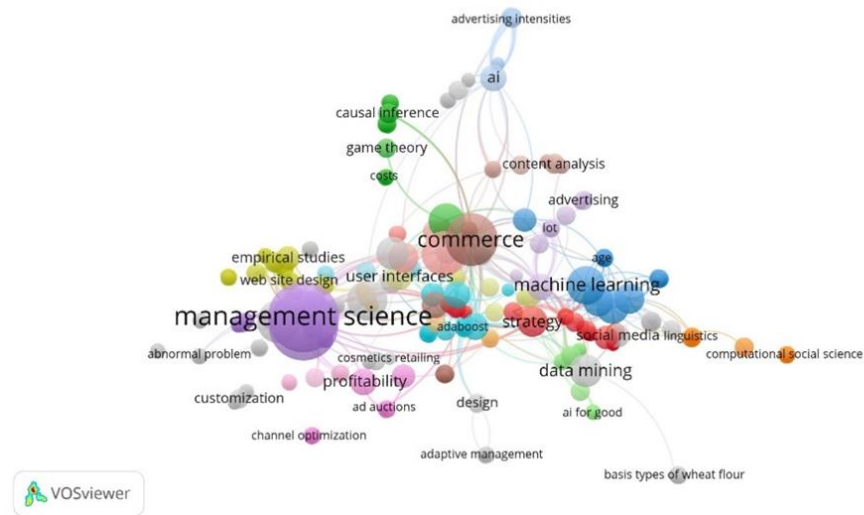 advertising intensities
ai
causal inference
game theory
content analysis
costs
advertising
iot
commerce
empirical studies
age
user interfaces
web site design
machine learning
management science
strategy
adaboost
social media
linguistics
abnormal problem
cosmetics retailing
computational social science
data mining
profitability
customization
design
ad auctions
ai for good
channel optimization
adaptive management
basis types of wheat flour
VOSviewer